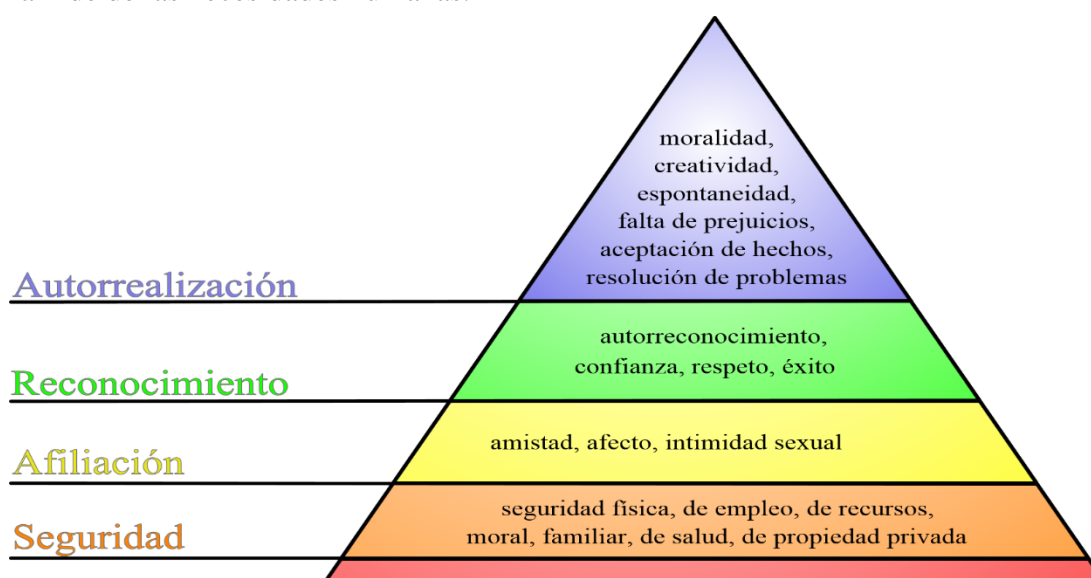 moralidad,
creatividad,
espontaneidad,
falta de prejuicios,
aceptación de hechos,
resolución de problemas
Autorrealización
autorreconocimiento,
confianza, respeto, éxito
Reconocimiento
amistad, afecto, intimidad sexual
Afiliación
seguridad física, de empleo, de recursos,
moral, familiar, de salud, de propiedad privada
Seguridad